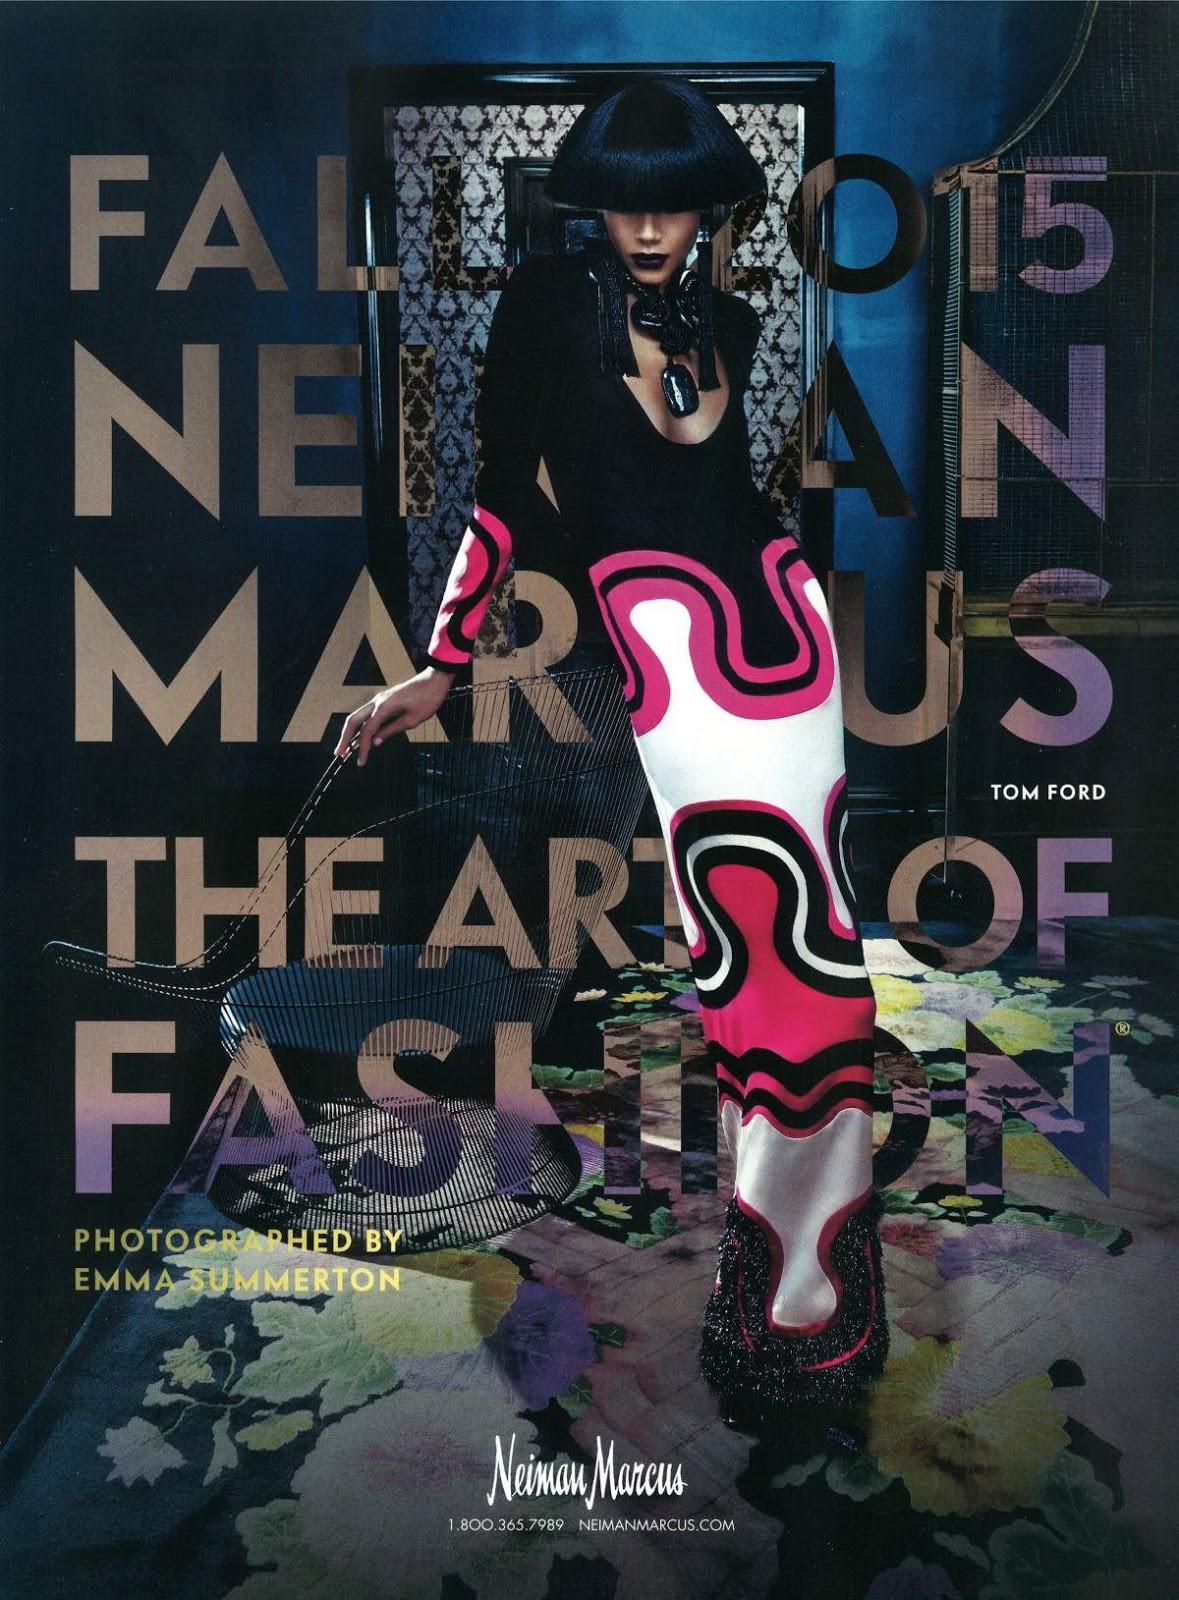 FALL 2015
NEIMAN
MARCUS
TOM FORD
THE ART OF
FASHION®
PHOTOGRAPHED BY
EMMA SUMMERTON
Neiman Marcus
1.800.365.7989 NEIMANMARCUS.COM